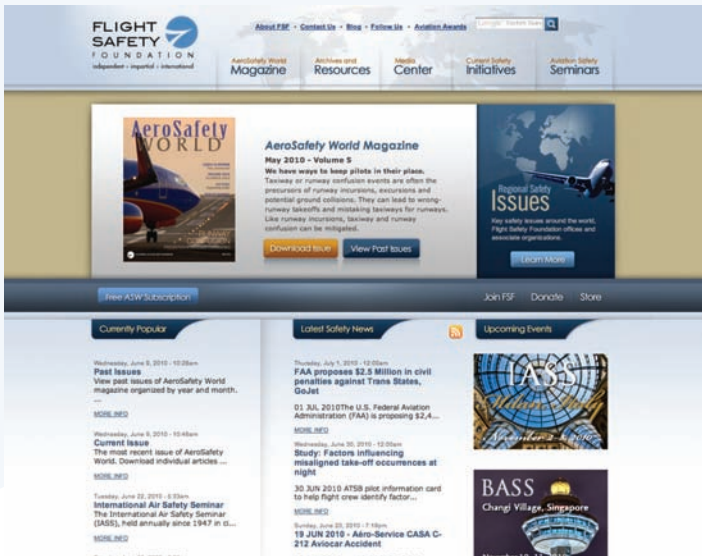 FLIGHT
SAFETY
FOUNDATION
independent • impartial • international
About FSF • Contact Us • Blog • Follow Us • Aviation Awards
AeroSafety World
Magazine
Archives and
Resources
Media
Center
Current Safety
Initiatives
Aviation Safety
Seminars
AeroSafety
WORLD
AeroSafety World Magazine
May 2010 - Volume 5
We have ways to keep pilots in their place.
Taxiway or runway confusion events are often the
precursors of runway incursions, excursions and
potential ground collisions. They can lead to wrong-
runway takeoffs and mistaking taxiways for runways.
Like runway incursions, taxiway and runway
confusion can be mitigated.
Download Issue
View Past Issues
Regional Safety
Issues
Key safety issues around the world,
Flight Safety Foundation offices and
associate organizations.
Learn More
Free ASW Subscription
Join FSF
Donate
Store
Currently Popular
Past Issues
View past issues of AeroSafety World
magazine organized by year and month.
...
MORE INFO
Wednesday, June 9, 2010 - 10:48am
Current Issue
The most recent issue of AeroSafety
World. Download individual articles ...
MORE INFO
Tuesday, June 22, 2010 - 5:33am
International Air Safety Seminar
The International Air Safety Seminar
(IASS), held annually since 1947 in ci...
MORE INFO
Latest Safety News
Thursday, July 1, 2010 - 12:00am
FAA proposes $2.5 Million in civil
penalties against Trans States,
GoJet
01 JUL 2010The U.S. Federal Aviation
Administration (FAA) is proposing $2,4...
MORE INFO
Wednesday, June 30, 2010 - 12:00am
Study: Factors influencing
misaligned take-off occurrences at
night
30 JUN 2010 ATSB pilot information card
to help flight crew identify factor...
MORE INFO
19 JUN 2010 - Aéro-Service CASA C-
212 Aviocar Accident
Upcoming Events
IASS
Milan, Italy
November 2–5, 2010
BASS
Changi Village, Singapore